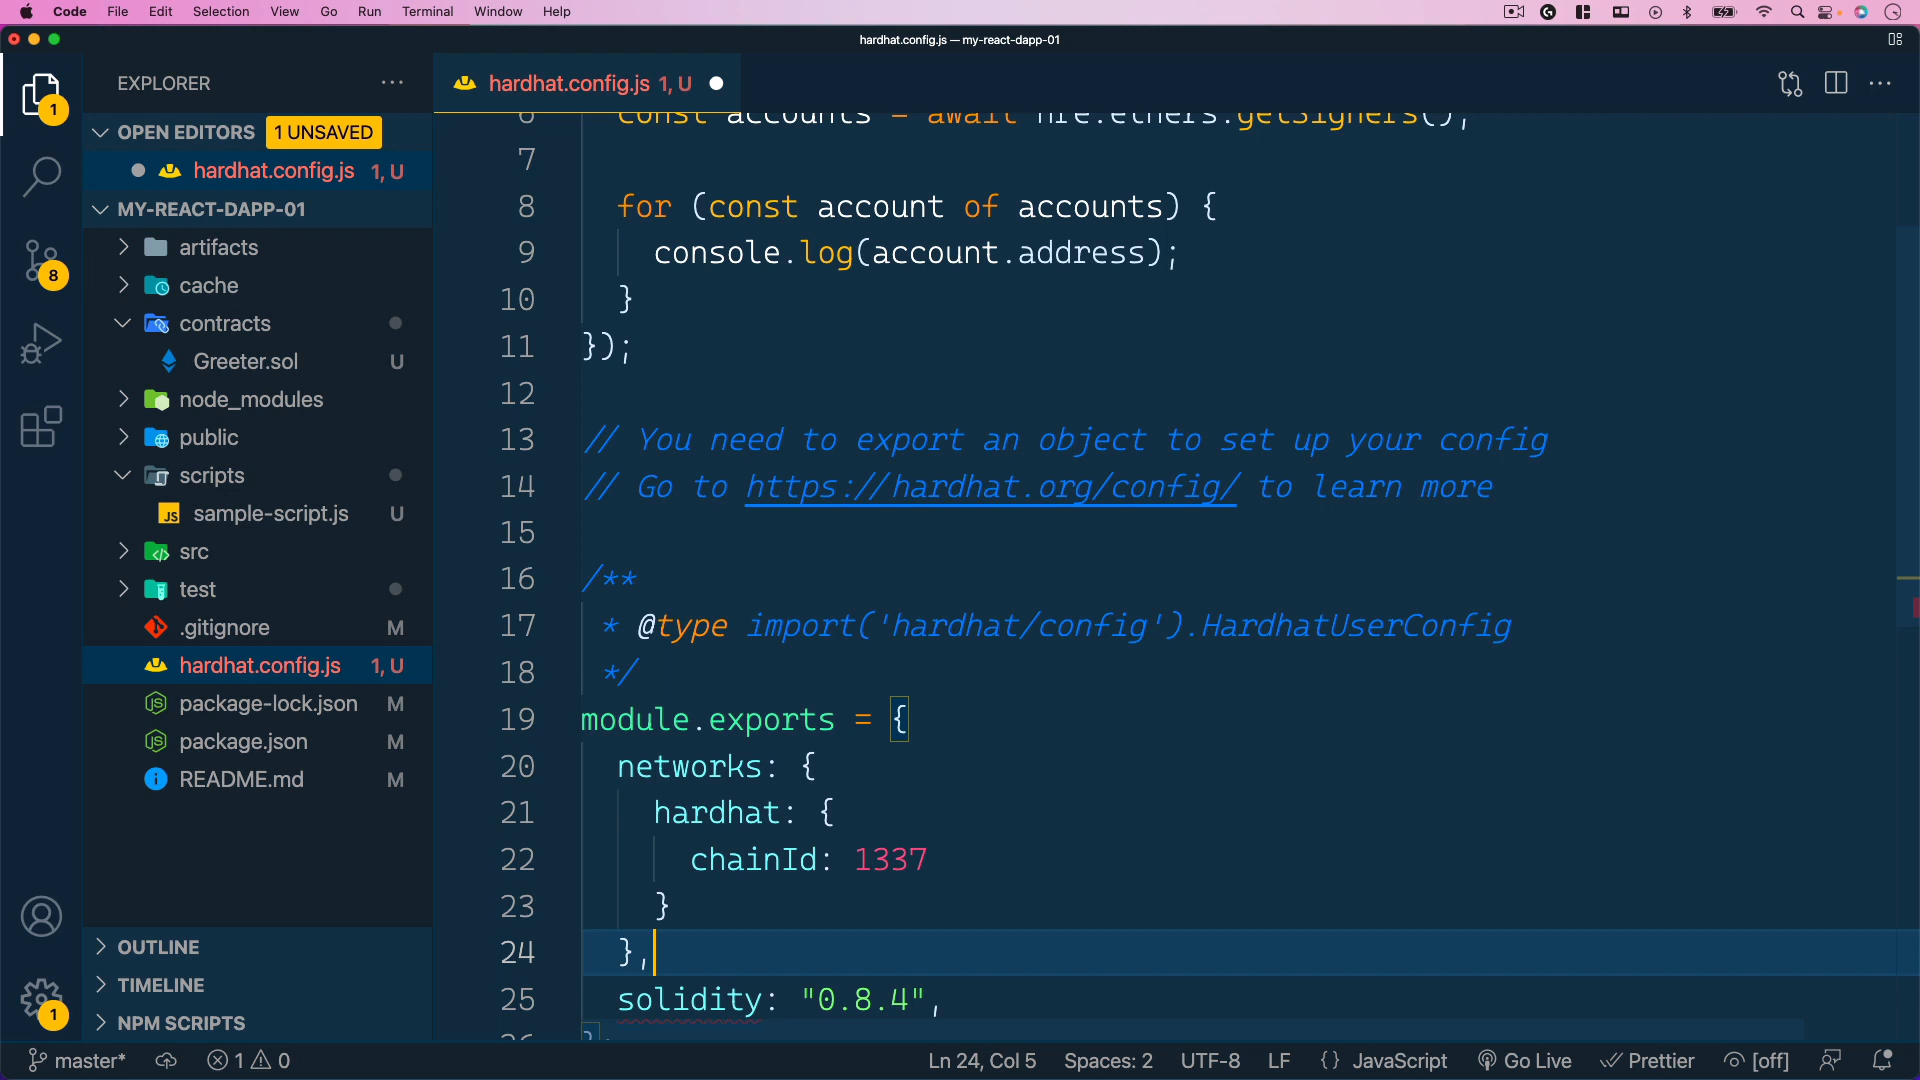 Code File Edit Selection View Go Run Terminal Window Help
hardhat.config.js — my-react-dapp-01
EXPLORER
OPEN EDITORS 1 UNSAVED
hardhat.config.js 1, U
MY-REACT-DAPP-01
artifacts
cache
contracts
Greeter.sol U
node_modules
public
scripts
sample-script.js U
src
test
.gitignore M
hardhat.config.js 1, U
package-lock.json M
package.json M
README.md M
OUTLINE
TIMELINE
NPM SCRIPTS
1
8
1
hardhat.config.js 1, U
6 const accounts = await hre.ethers.getSigners();
7
8 for (const account of accounts) {
9 console.log(account.address);
10 }
11 });
12
13 // You need to export an object to set up your config
14 // Go to https://hardhat.org/config/ to learn more
15
16 /**
17 * @type import('hardhat/config').HardhatUserConfig
18 */
19 module.exports = {
20 networks: {
21 hardhat: {
22 chainId: 1337
23 }
24 },
25 solidity: "0.8.4",
26 };
master* 1 0 Ln 24, Col 5 Spaces: 2 UTF-8 LF {} JavaScript Go Live Prettier [off]